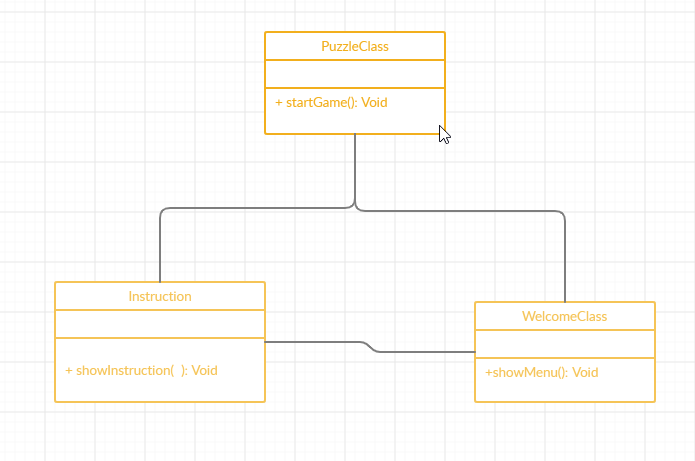 PuzzleClass
+ startGame(): Void
Instruction
+ showInstruction(  ): Void
WelcomeClass
+showMenu(): Void